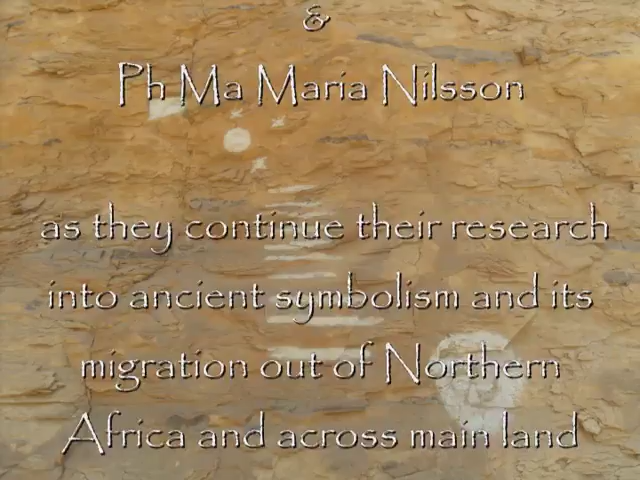 &
Ph Ma Maria Nilsson
as they continue their research
into ancient symbolism and its
migration out of Northern
Africa and across main land